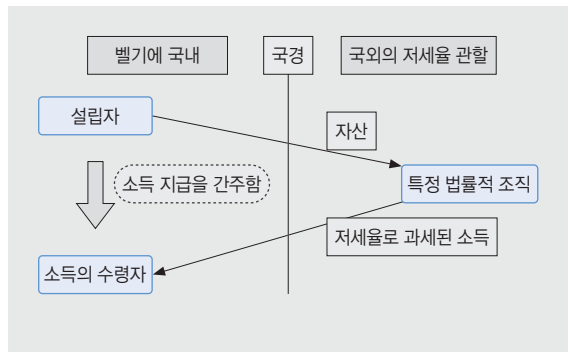 벨기에 국내
국경
국외의 저세율 관할
설립자
자산
소득 지급을 간주함
특정 법률적 조직
저세율로 과세된 소득
소득의 수령자